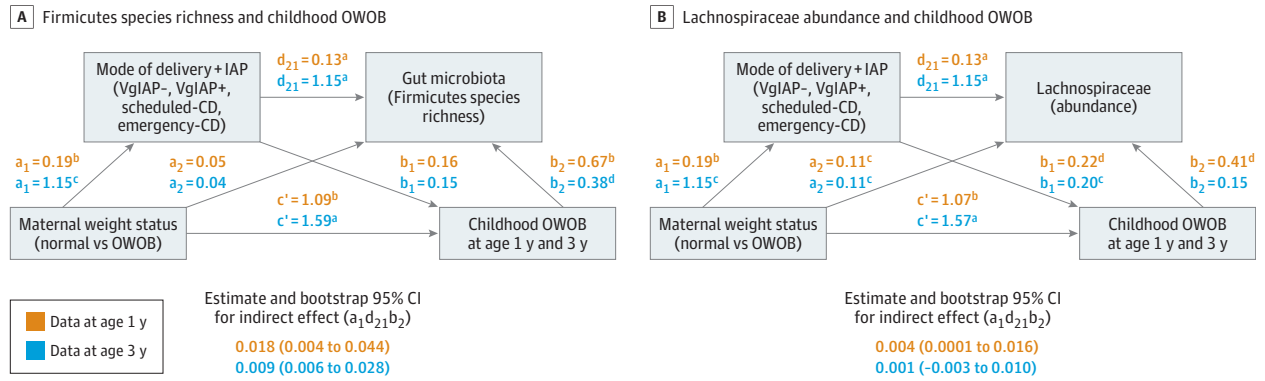 A Firmicutes species richness and childhood OWOB
Mode of delivery + IAP
(VgIAP-, VgIAP+,
scheduled-CD,
emergency-CD)
d21 = 0.13a
d21 = 1.15a
Gut microbiota
(Firmicutes species
richness)
a1 = 0.19b
a1 = 1.15c
a2 = 0.05
a2 = 0.04
b1 = 0.16
b1 = 0.15
b2 = 0.67b
b2 = 0.38d
c' = 1.09b
c' = 1.59a
Maternal weight status
(normal vs OWOB)
Childhood OWOB
at age 1 y and 3 y
Data at age 1 y
Data at age 3 y
Estimate and bootstrap 95% CI
for indirect effect (a1d21b2)
0.018 (0.004 to 0.044)
0.009 (0.006 to 0.028)
B Lachnospiraceae abundance and childhood OWOB
Mode of delivery + IAP
(VgIAP-, VgIAP+,
scheduled-CD,
emergency-CD)
d21 = 0.13a
d21 = 1.15a
Lachnospiraceae
(abundance)
a1 = 0.19b
a1 = 1.15c
a2 = 0.11c
a2 = 0.11c
b1 = 0.22d
b1 = 0.20c
b2 = 0.41d
b2 = 0.15
c' = 1.07b
c' = 1.57a
Maternal weight status
(normal vs OWOB)
Childhood OWOB
at age 1 y and 3 y
Estimate and bootstrap 95% CI
for indirect effect (a1d21b2)
0.004 (0.0001 to 0.016)
0.001 (-0.003 to 0.010)